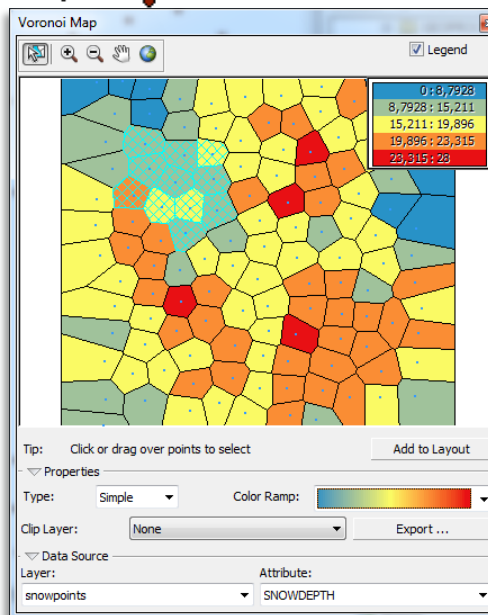 Voronoi Map
Legend
0 : 8,7928
8,7928 : 15,211
15,211 : 19,896
19,896 : 23,315
23,315 : 28
Tip: Click or drag over points to select Add to Layout
Properties
Type: Simple Color Ramp:
Clip Layer: None Export ...
Data Source
Layer: Attribute:
snowpoints SNOWDEPTH